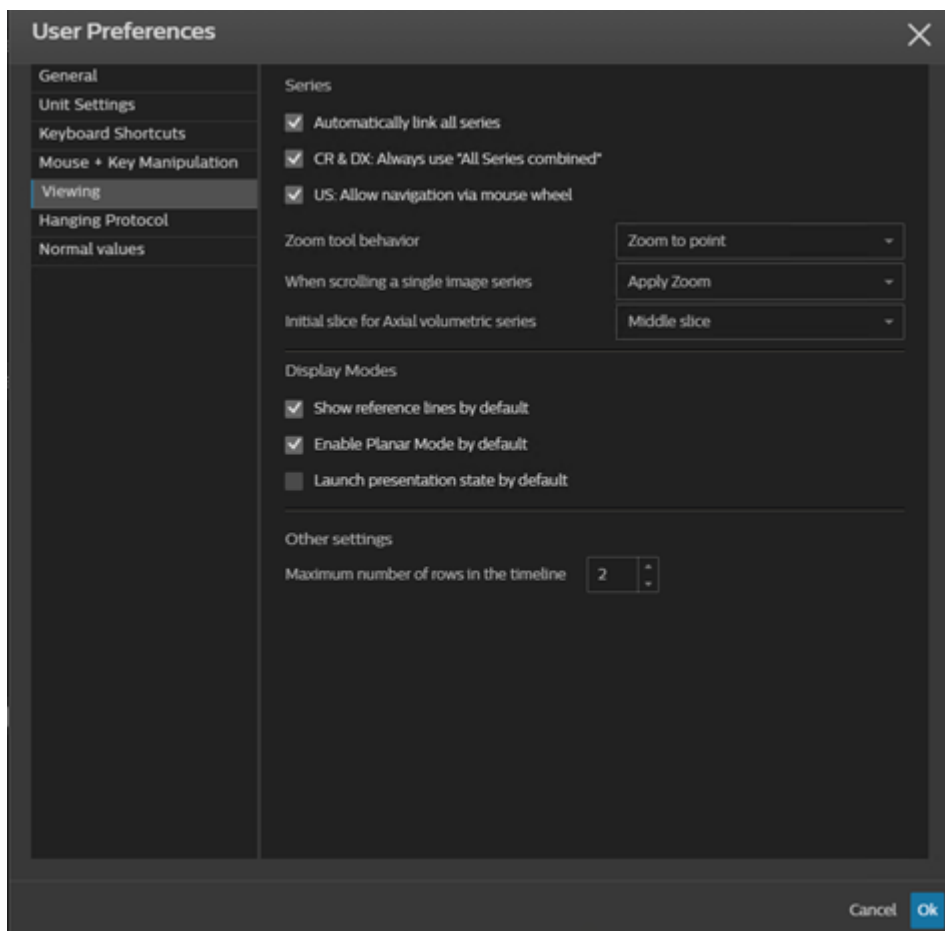 User Preferences
General
Unit Settings
Keyboard Shortcuts
Mouse + Key Manipulation
Viewing
Hanging Protocol
Normal values
Series
Automatically link all series
CR & DX: Always use "All Series combined"
US: Allow navigation via mouse wheel
Zoom tool behavior Zoom to point
When scrolling a single image series Apply Zoom
Initial slice for Axial volumetric series Middle slice
Display Modes
Show reference lines by default
Enable Planar Mode by default
Launch presentation state by default
Other settings
Maximum number of rows in the timeline 2
Cancel Ok